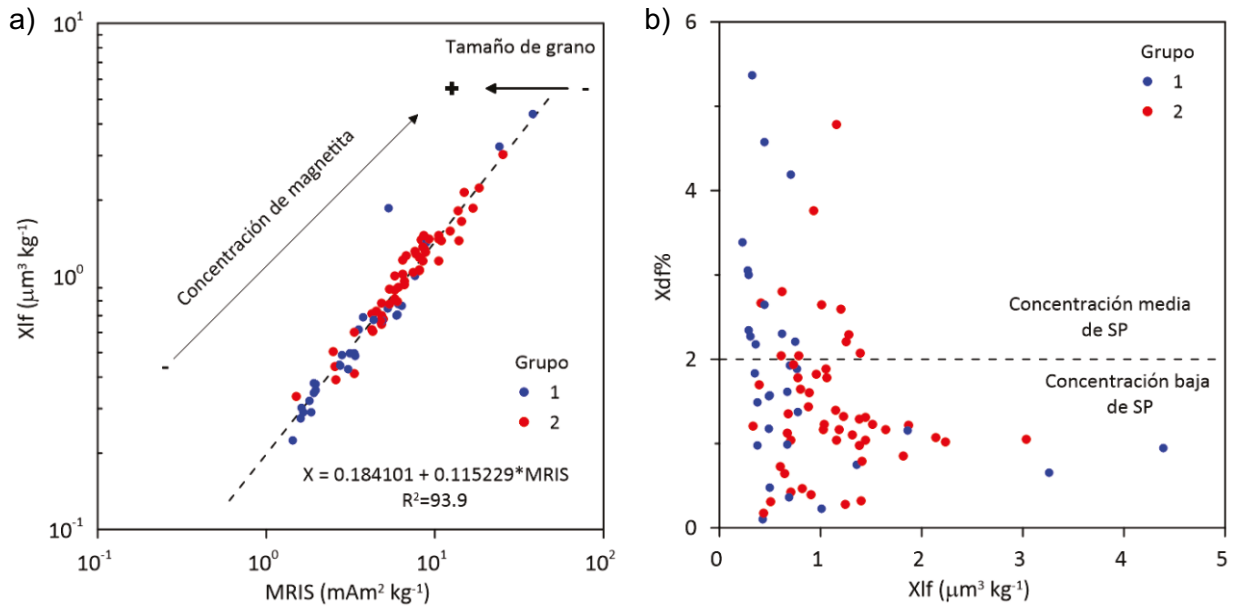 a)
10¹
10⁰
10⁻¹
Xlf (μm³ kg⁻¹)
Tamaño de grano
+
-
Concentración de magnetita
-
Grupo
1
2
X = 0.184101 + 0.115229*MRIS
R²=93.9
10⁻¹
10⁰
10¹
10²
MRIS (mAm² kg⁻¹)
b)
6
4
2
0
Xdf%
Grupo
1
2
Concentración media
de SP
Concentración baja
de SP
0
1
2
3
4
5
Xlf (μm³ kg⁻¹)